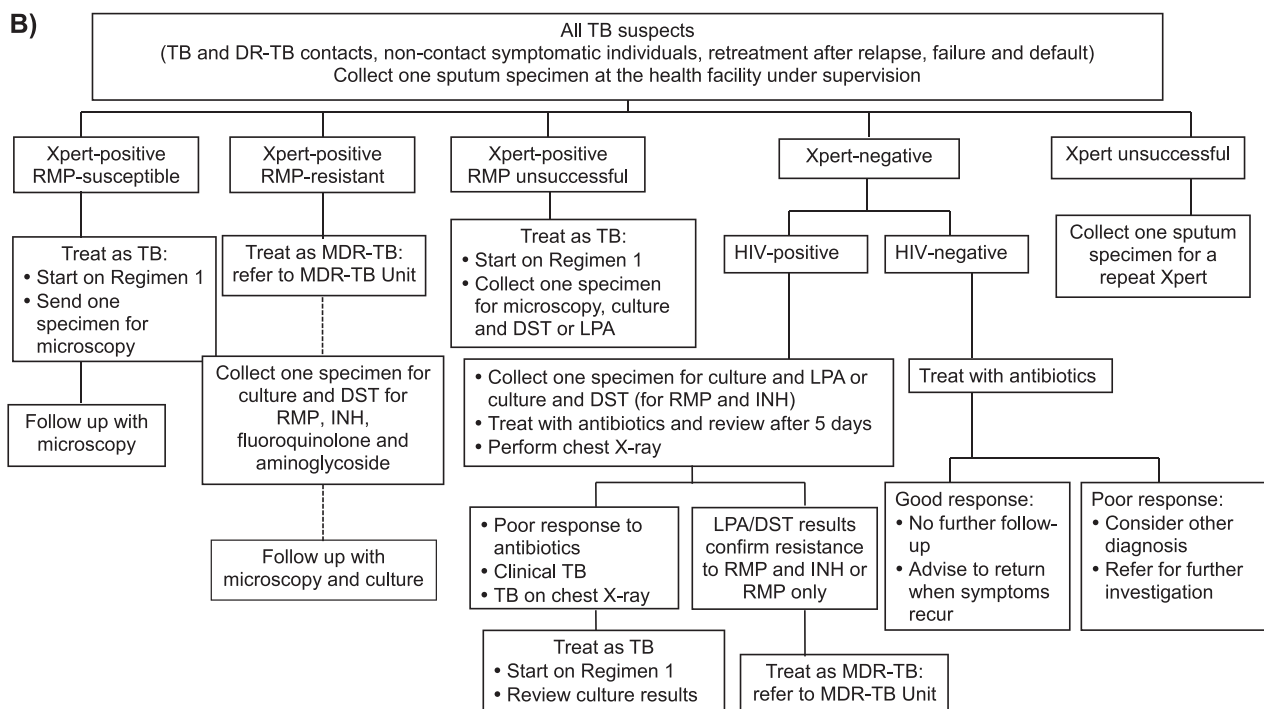 B)
All TB suspects
(TB and DR-TB contacts, non-contact symptomatic individuals, retreatment after relapse, failure and default)
Collect one sputum specimen at the health facility under supervision
Xpert-positive
RMP-susceptible
Xpert-positive
RMP-resistant
Xpert-positive
RMP unsuccessful
Xpert-negative
Xpert unsuccessful
Treat as TB:
• Start on Regimen 1
• Send one
specimen for
microscopy
Treat as MDR-TB:
refer to MDR-TB Unit
Treat as TB:
• Start on Regimen 1
• Collect one specimen
for microscopy, culture
and DST or LPA
HIV-positive
HIV-negative
Collect one sputum
specimen for a
repeat Xpert
Follow up with
microscopy
Collect one specimen for
culture and DST for
RMP, INH,
fluoroquinolone and
aminoglycoside
• Collect one specimen for culture and LPA or
culture and DST (for RMP and INH)
• Treat with antibiotics and review after 5 days
• Perform chest X-ray
Treat with antibiotics
Follow up with
microscopy and culture
• Poor response to
antibiotics
• Clinical TB
• TB on chest X-ray
LPA/DST results
confirm resistance
to RMP and INH or
RMP only
Good response:
• No further follow-
up
• Advise to return
when symptoms
recur
Poor response:
• Consider other
diagnosis
• Refer for further
investigation
Treat as TB
• Start on Regimen 1
• Review culture results
Treat as MDR-TB:
refer to MDR-TB Unit